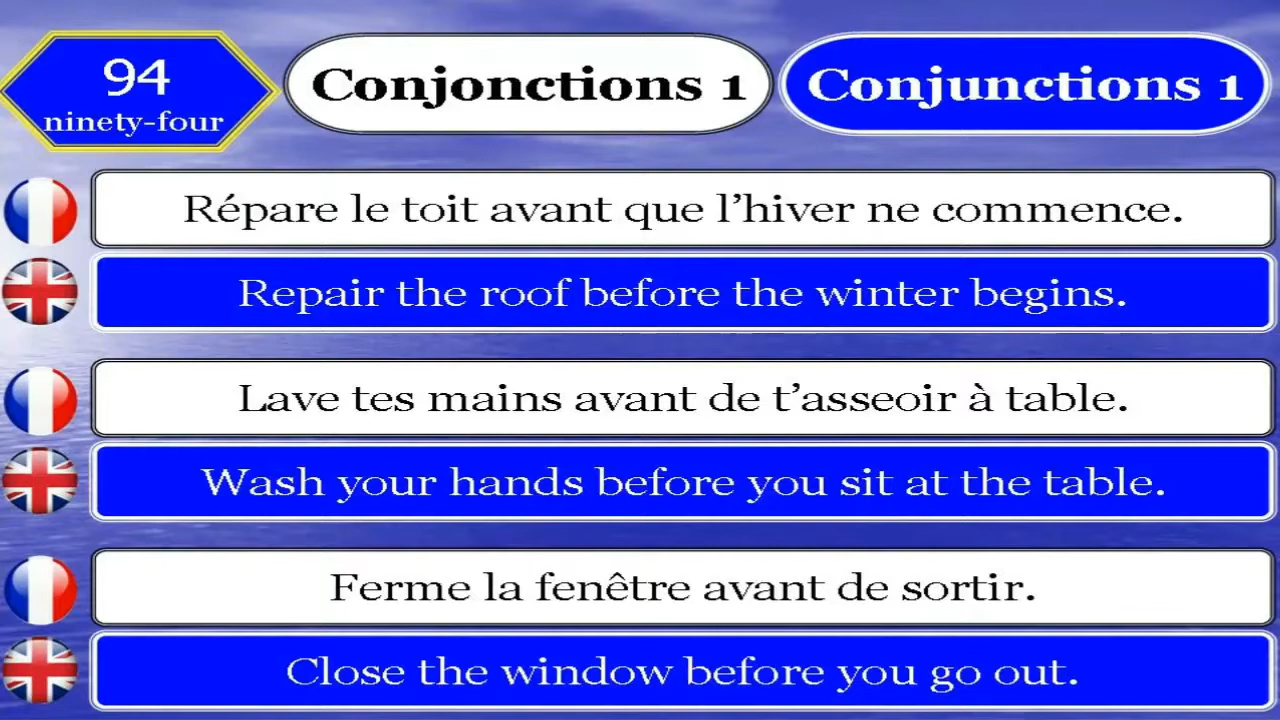 94
ninety-four
Conjonctions 1
Conjunctions 1
Répare le toit avant que l’hiver ne commence.
Repair the roof before the winter begins.
Lave tes mains avant de t’asseoir à table.
Wash your hands before you sit at the table.
Ferme la fenêtre avant de sortir.
Close the window before you go out.